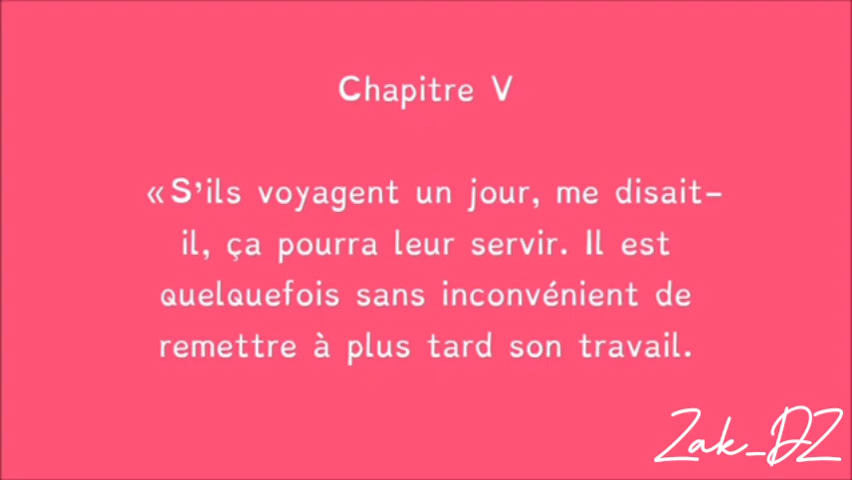 Chapitre V
«S'ils voyagent un jour, me disait-
il, ça pourra leur servir. Il est
quelquefois sans inconvénient de
remettre à plus tard son travail.
Zak_DZ